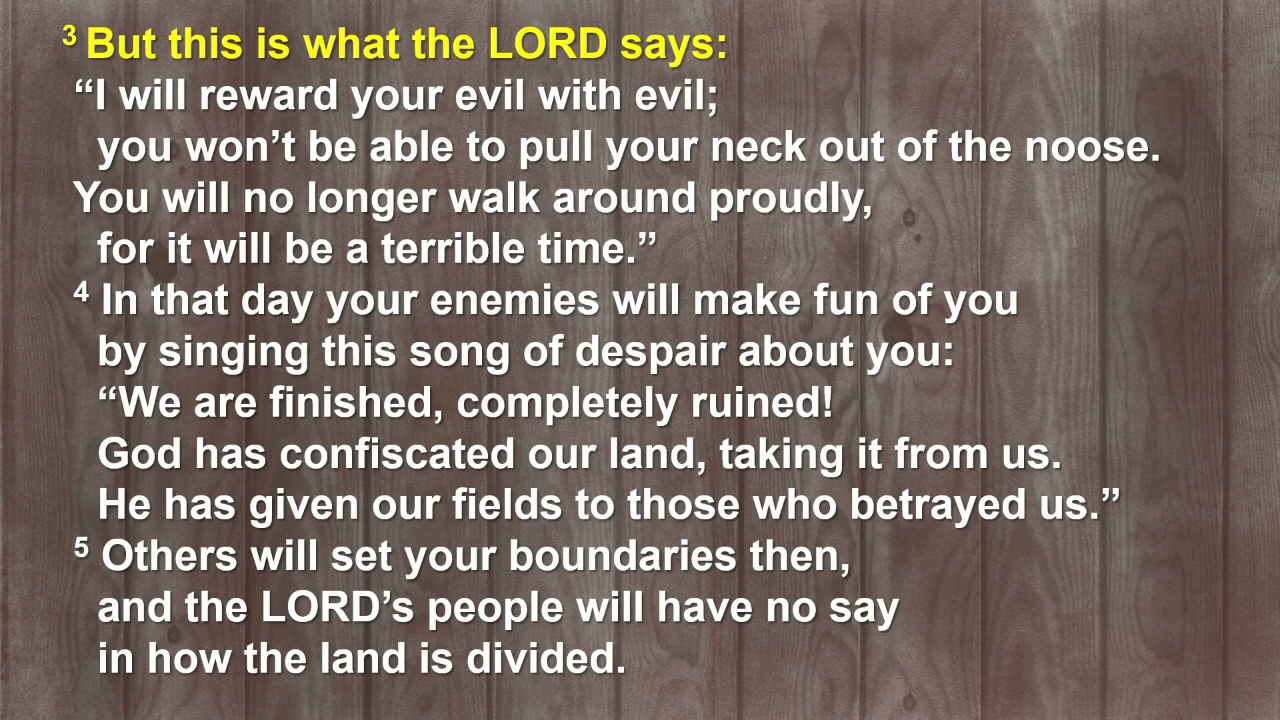 3 But this is what the LORD says:
“I will reward your evil with evil;
you won’t be able to pull your neck out of the noose.
You will no longer walk around proudly,
for it will be a terrible time.”
4 In that day your enemies will make fun of you
by singing this song of despair about you:
“We are finished, completely ruined!
God has confiscated our land, taking it from us.
He has given our fields to those who betrayed us.”
5 Others will set your boundaries then,
and the LORD’s people will have no say
in how the land is divided.